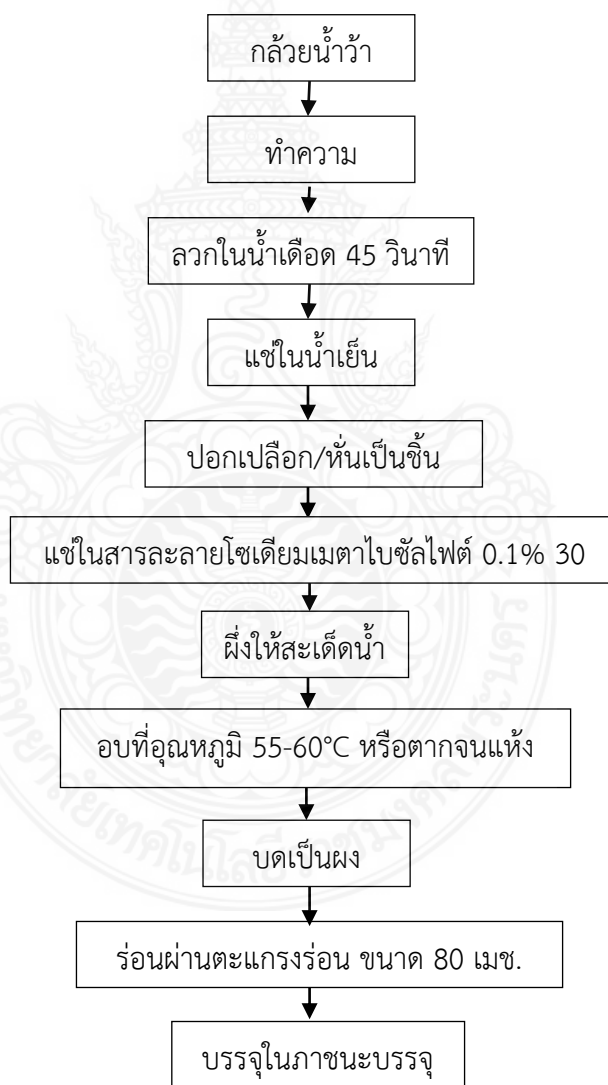 กล้วยน้ำว้า
ทำความ
ลวกในน้ำเดือด 45 วินาที
แช่ในน้ำเย็น
ปอกเปลือก/หั่นเป็นชิ้น
แช่ในสารละลายโซเดียมเมตาไบซัลไฟต์ 0.1% 30
ผึ่งให้สะเด็ดน้ำ
อบที่อุณหภูมิ 55-60°C หรือตากจนแห้ง
บดเป็นผง
ร่อนผ่านตะแกรงร่อน ขนาด 80 เมช.
บรรจุในภาชนะบรรจุ